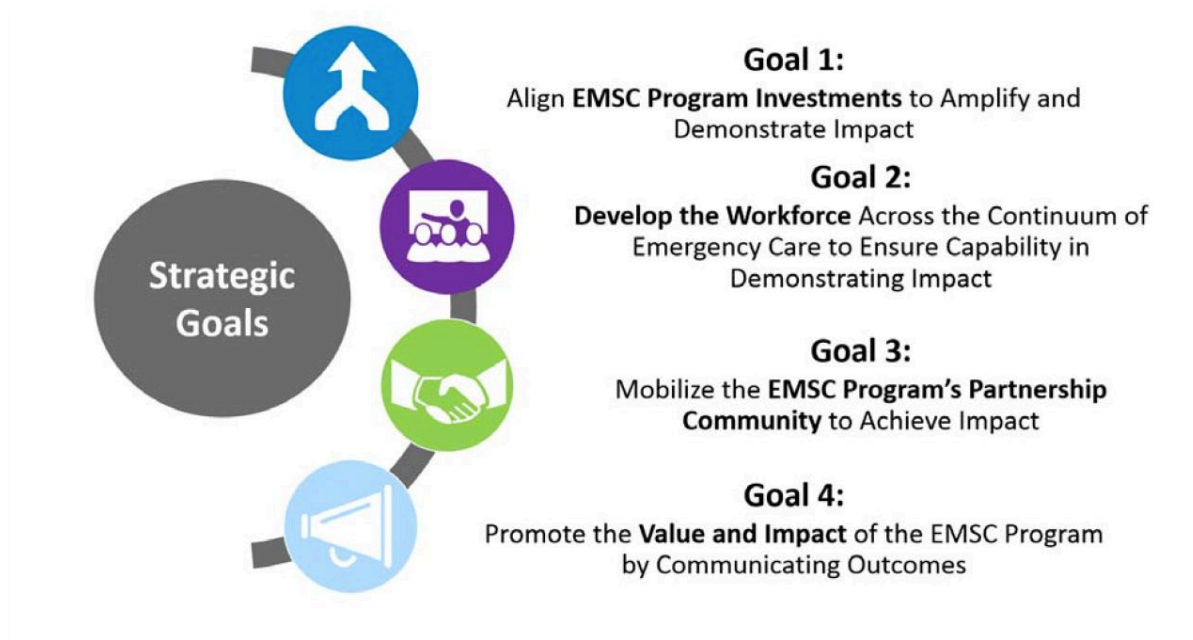 Strategic
Goals
Goal 1:
Align EMSC Program Investments to Amplify and
Demonstrate Impact
Goal 2:
Develop the Workforce Across the Continuum of
Emergency Care to Ensure Capability in
Demonstrating Impact
Goal 3:
Mobilize the EMSC Program’s Partnership
Community to Achieve Impact
Goal 4:
Promote the Value and Impact of the EMSC Program
by Communicating Outcomes